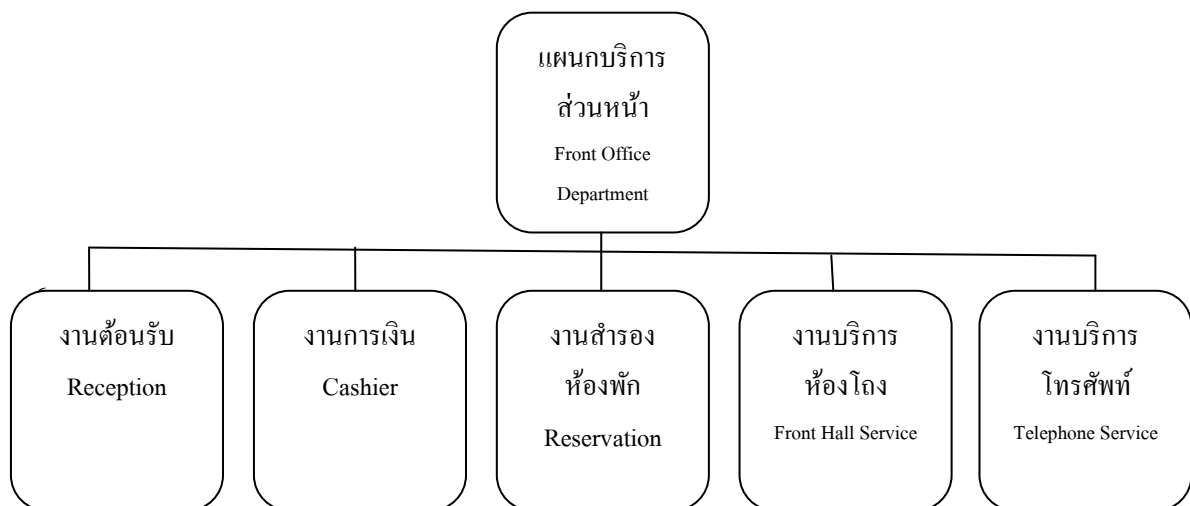 แผนกบริการ
ส่วนหน้า
Front Office
Department
งานต้อนรับ
Reception
งานการเงิน
Cashier
งานสำรอง
ห้องพัก
Reservation
งานบริการ
ห้องโถง
Front Hall Service
งานบริการ
โทรศัพท์
Telephone Service